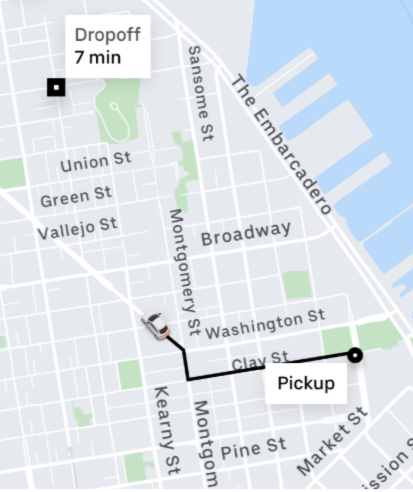 Dropoff
7 min
Sansome St
The Embarcadero
Union St
Green St
Vallejo St
Montgomery St
Broadway
Washington St
Clay St
Pickup
Kearny St
Montgom
Pine St
Market St
ission S